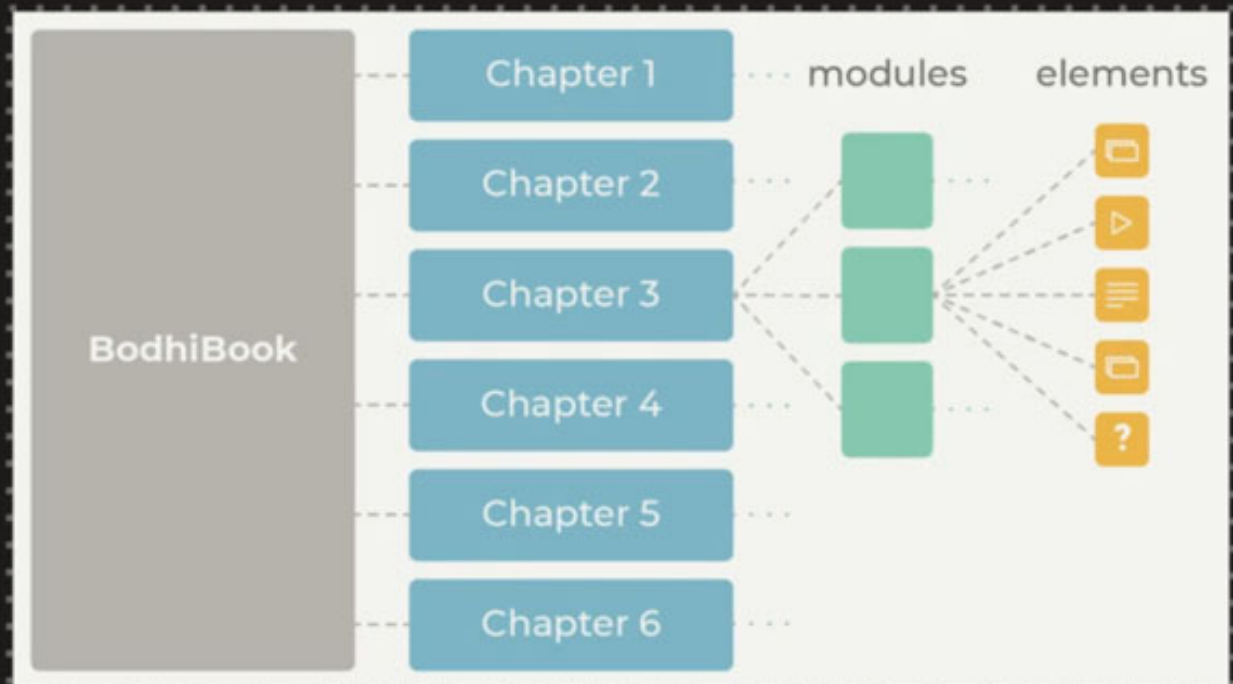 BodhiBook
Chapter 1
Chapter 2
Chapter 3
Chapter 4
Chapter 5
Chapter 6
modules
elements
?